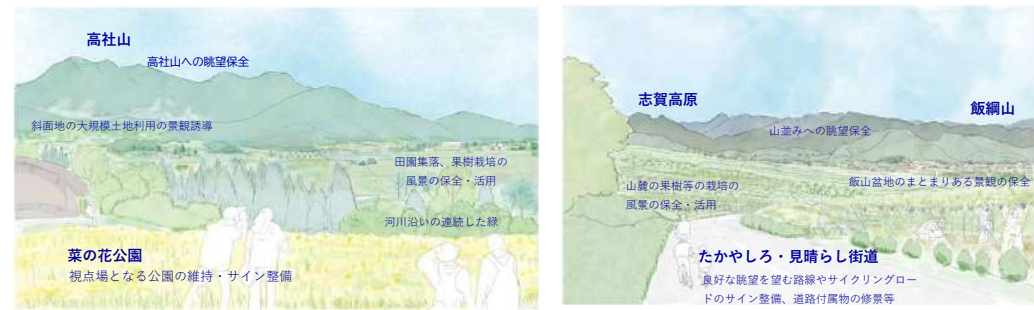 高社山
高社山への眺望保全
斜面地の大規模土地利用の景観誘導
田園集落、果樹栽培の
風景の保全・活用
河川沿いの連続した緑
菜の花公園
視点場となる公園の維持・サイン整備
志賀高原
飯綱山
山並みへの眺望保全
山麓の果樹等の栽培の
風景の保全・活用
飯山盆地のまとまりある景観の保全
たかやしろ・見晴らし街道
良好な眺望を望む路線やサイクリングロー
ドのサイン整備、道路付属物の修景等